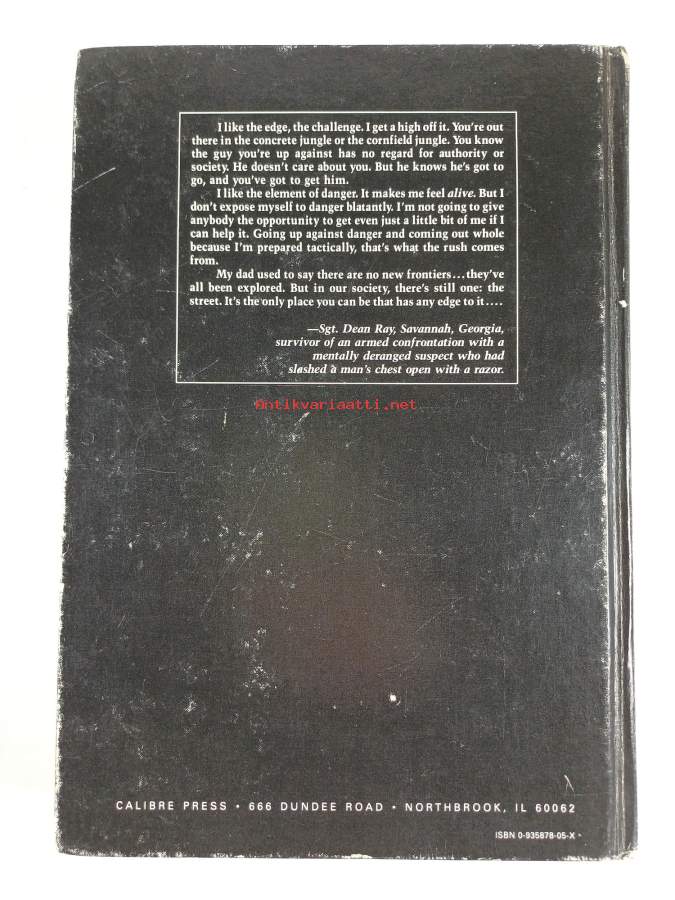 I like the edge, the challenge. I get a high off it. You're out
there in the concrete jungle or the cornfield jungle. You know
the guy you're up against has no regard for authority or
society. He doesn't care about you. But he knows he's got to
go, and you've got to get him.
I like the element of danger. It makes me feel alive. But I
don't expose myself to danger blatantly. I'm not going to give
anybody the opportunity to get even just a little bit of me if I
can help it. Going up against danger and coming out whole
because I'm prepared tactically, that's what the rush comes
from.
My dad used to say there are no new frontiers...they've
all been explored. But in our society, there's still one: the
street. It's the only place you can be that has any edge to it....
—Sgt. Dean Ray, Savannah, Georgia,
survivor of an armed confrontation with a
mentally deranged suspect who had
slashed a man's chest open with a razor.
Antikvariaatti.net
CALIBRE PRESS • 666 DUNDEE ROAD • NORTHBROOK, IL 60062
ISBN 0-935878-05-X